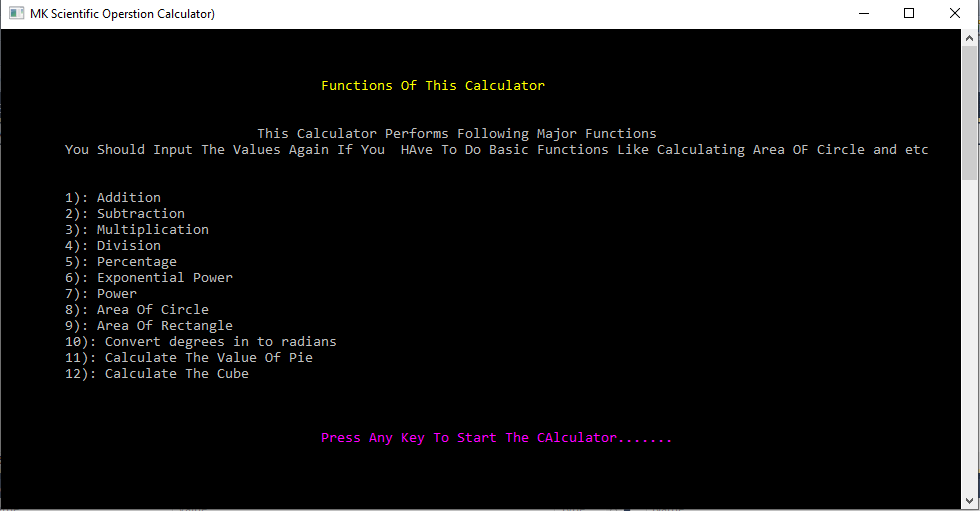 MK Scientific Operstion Calculator)
Functions Of This Calculator
This Calculator Performs Following Major Functions
You Should Input The Values Again If You  HAve To Do Basic Functions Like Calculating Area OF Circle and etc
1): Addition
2): Subtraction
3): Multiplication
4): Division
5): Percentage
6): Exponential Power
7): Power
8): Area Of Circle
9): Area Of Rectangle
10): Convert degrees in to radians
11): Calculate The Value Of Pie
12): Calculate The Cube
Press Any Key To Start The CAlculator.......